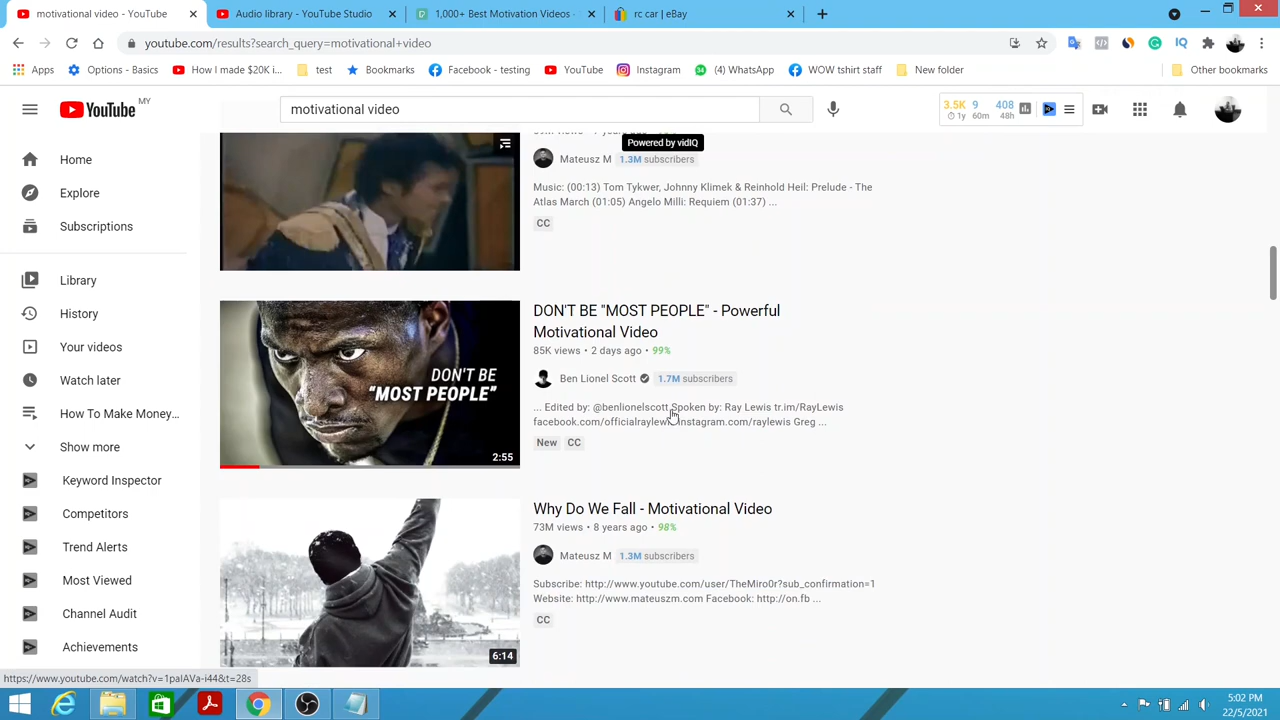 motivational video - YouTube
Audio library - YouTube Studio
1,000+ Best Motivation Videos -
rc car | eBay
youtube.com/results?search_query=motivational+video
Apps
Options - Basics
How I made $20K i...
test
Bookmarks
Facebook - testing
YouTube
Instagram
(4) WhatsApp
WOW tshirt staff
New folder
Other bookmarks
YouTube MY
motivational video
3.5K 9 408
1y 60m 48h
Powered by vidIQ
Home
Explore
Subscriptions
Library
History
Your videos
Watch later
How To Make Money...
Show more
Keyword Inspector
Competitors
Trend Alerts
Most Viewed
Channel Audit
Achievements
Mateusz M 1.3M subscribers
Music: (00:13) Tom Tykwer, Johnny Klimek & Reinhold Heil: Prelude - The
Atlas March (01:05) Angelo Milli: Requiem (01:37) ...
CC
DON'T BE
"MOST PEOPLE"
2:55
DON'T BE "MOST PEOPLE" - Powerful
Motivational Video
85K views • 2 days ago • 99%
Ben Lionel Scott 1.7M subscribers
... Edited by: @benlionelscott Spoken by: Ray Lewis tr.im/RayLewis
facebook.com/officialraylewis instagram.com/raylewis Greg ...
New CC
6:14
Why Do We Fall - Motivational Video
73M views • 8 years ago • 98%
Mateusz M 1.3M subscribers
Subscribe: http://www.youtube.com/user/TheMiro0r?sub_confirmation=1
Website: http://www.mateuszm.com Facebook: http://on.fb ...
CC
5:02 PM
22/5/2021